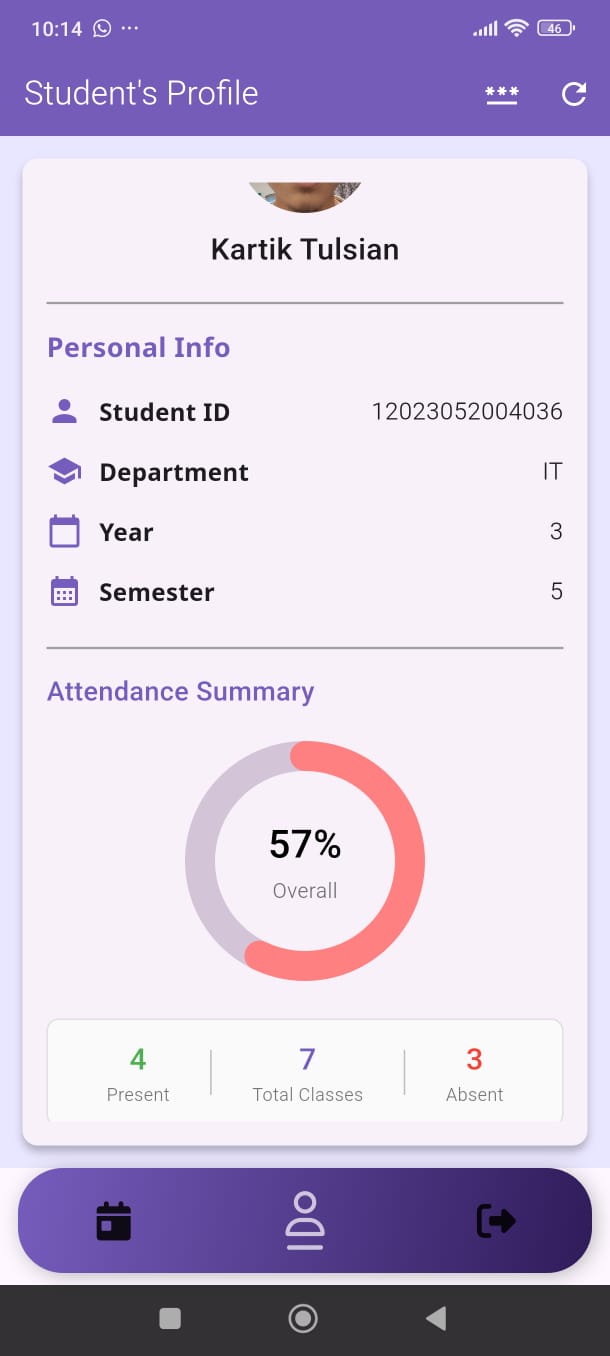 10:14 ...
46
Student's Profile
***
Kartik Tulsian
Personal Info
Student ID 12023052004036
Department IT
Year 3
Semester 5
Attendance Summary
57%
Overall
4 7 3
Present Total Classes Absent